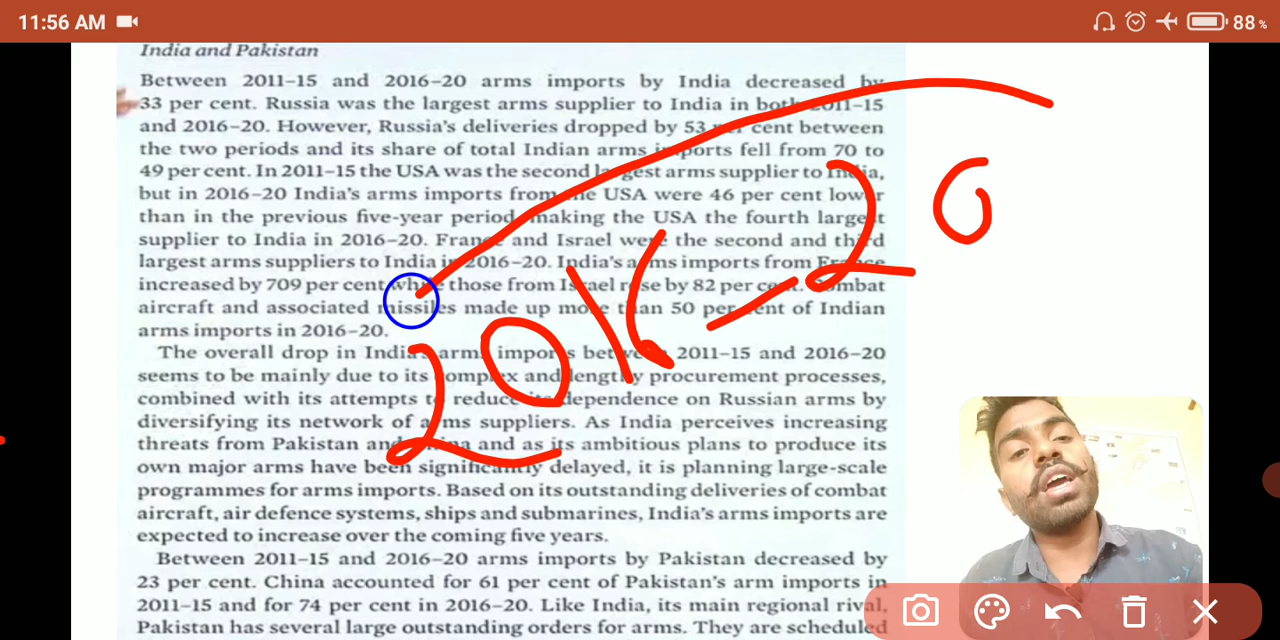 11:56 AM
88%
India and Pakistan
Between 2011–15 and 2016–20 arms imports by India decreased by
33 per cent. Russia was the largest arms supplier to India in both 2011–15
and 2016–20. However, Russia's deliveries dropped by 53 per cent between
the two periods and its share of total Indian arms imports fell from 70 to
49 per cent. In 2011–15 the USA was the second largest arms supplier to India,
but in 2016–20 India's arms imports from the USA were 46 per cent lower
than in the previous five-year period, making the USA the fourth largest
supplier to India in 2016–20. France and Israel were the second and third
largest arms suppliers to India in 2016–20. India's arms imports from France
increased by 709 per cent while those from Israel rose by 82 per cent. Combat
aircraft and associated missiles made up more than 50 per cent of Indian
arms imports in 2016–20.
The overall drop in India's arms imports between 2011–15 and 2016–20
seems to be mainly due to its complex and lengthy procurement processes,
combined with its attempts to reduce its dependence on Russian arms by
diversifying its network of arms suppliers. As India perceives increasing
threats from Pakistan and China and as its ambitious plans to produce its
own major arms have been significantly delayed, it is planning large-scale
programmes for arms imports. Based on its outstanding deliveries of combat
aircraft, air defence systems, ships and submarines, India's arms imports are
expected to increase over the coming five years.
Between 2011–15 and 2016–20 arms imports by Pakistan decreased by
23 per cent. China accounted for 61 per cent of Pakistan's arm imports in
2011–15 and for 74 per cent in 2016–20. Like India, its main regional rival,
Pakistan has several large outstanding orders for arms. They are scheduled